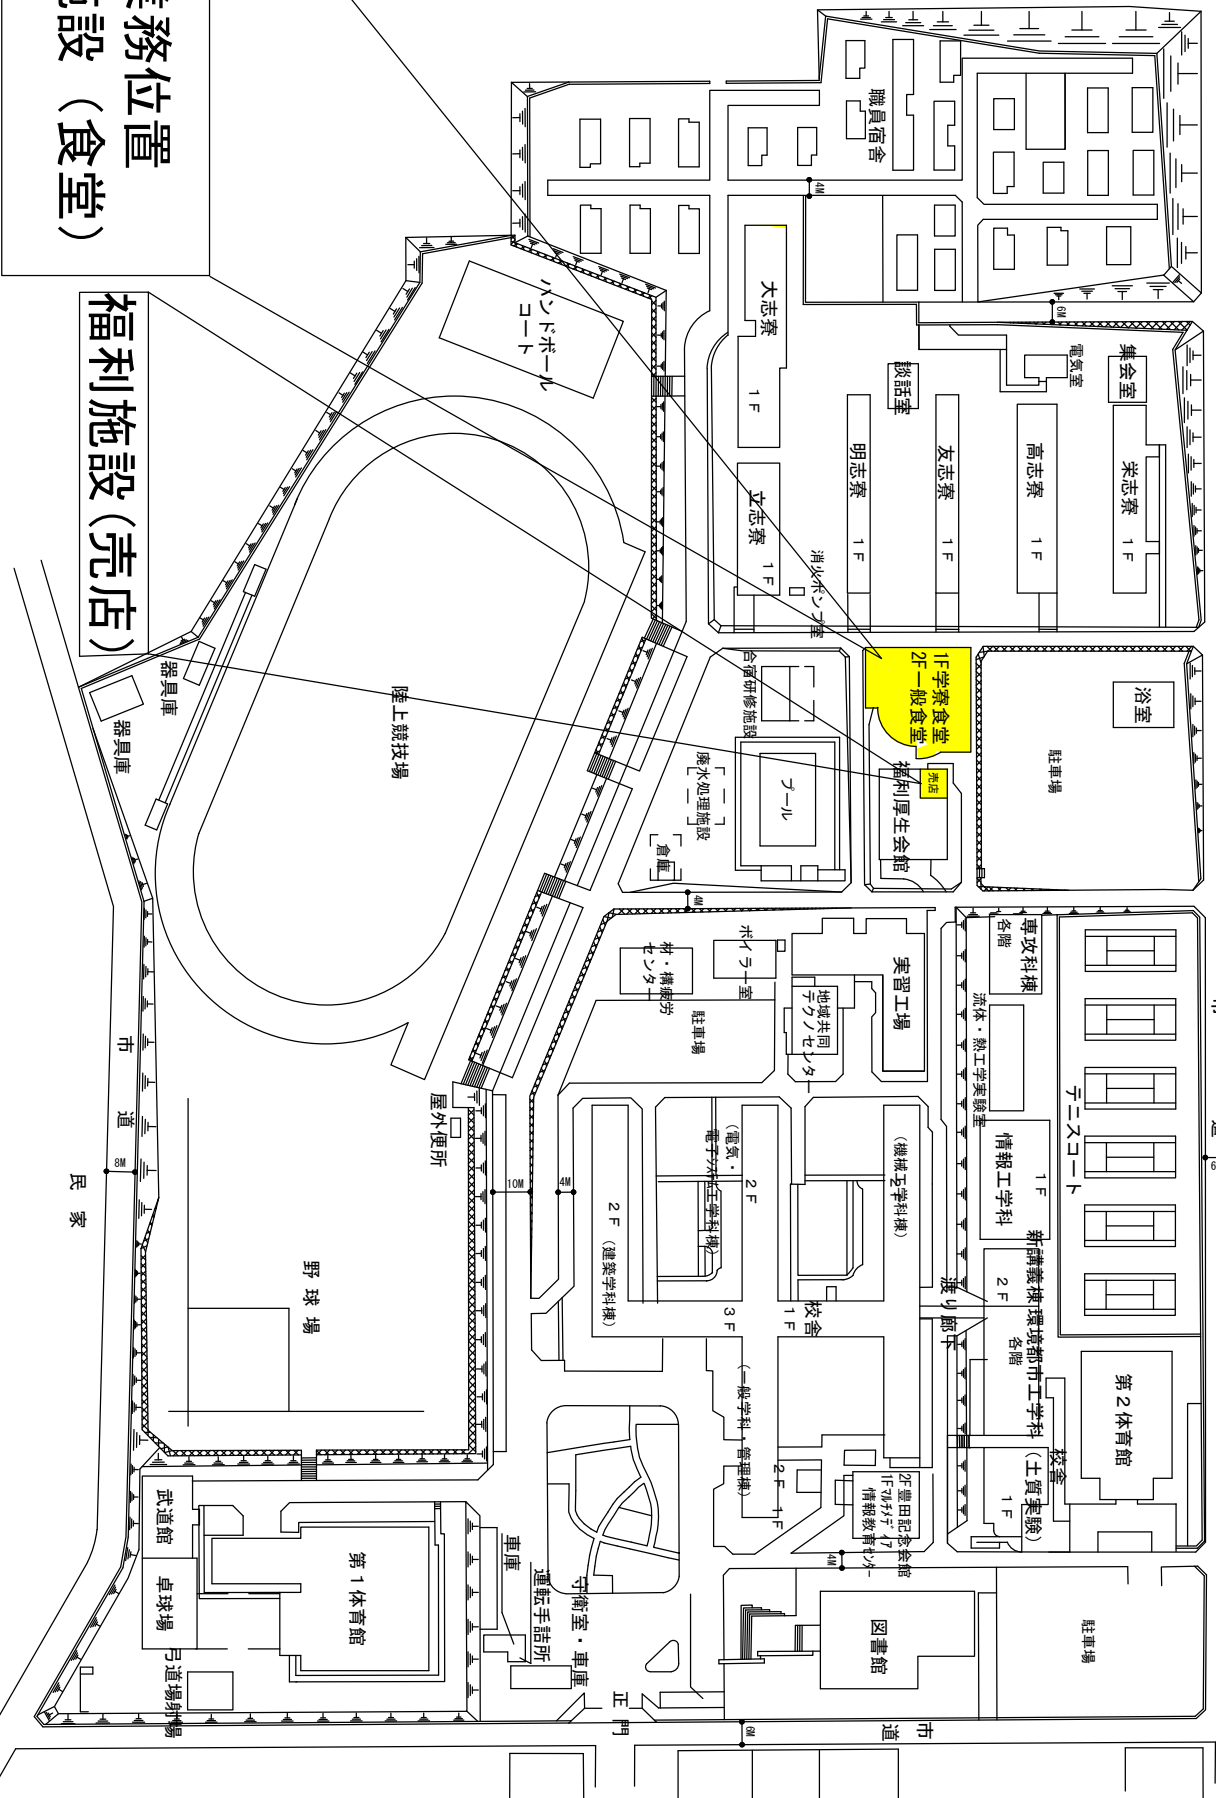 業務位置
施設（食堂）
福利施設（売店）
職員宿舎
4M
6M
大志寮
1F
立志寮
1F
明志寮 1F
談話室
友志寮 1F
高志寮 1F
電気室
集会室
栄志寮 1F
消火ポンプ室
ハンドボール
コート
陸上競技場
器具庫
器具庫
合宿研修施設
プール
廃水処理施設
倉庫
4M
1F学寮食堂
2F一般食堂
売店
福利厚生会館
浴室
駐車場
専攻科棟
各階
流体・熱工学実験室
テニスコート
情報工学科
1F
実習工場
地域共同
テクノセンター
ボイラー室
材・構疲労
センター
駐車場
屋外便所
市道
8M
民家
10M
4M
2F（建築学科棟）
（電気・
電子システム工学科棟）
2F
（機械工学科棟）
2F
3F
1F
校舎
渡り廊下
新講義棟
2F
各階
環境都市工学科
校舎
（土質実験）
1F
第2体育館
（一般学科・管理棟）
2F
1F
2F豊田記念会館
1Fマルチメディア
情報教育センター
4M
野球場
武道館
卓球場
弓道場射場
第1体育館
車庫
運転手詰所
守衛室・車庫
正門
図書館
駐車場
6M
市道
道
6